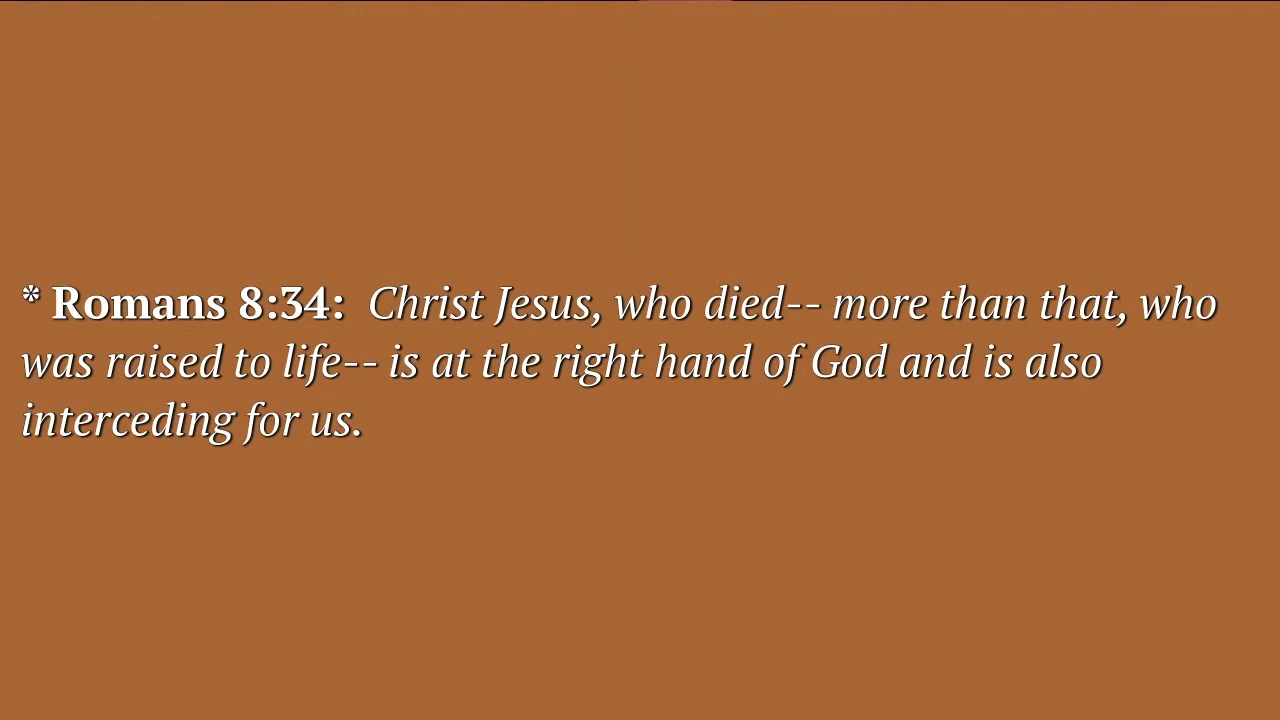 * Romans 8:34: Christ Jesus, who died-- more than that, who
was raised to life-- is at the right hand of God and is also
interceding for us.